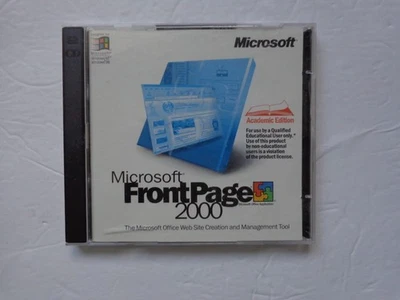 Microsoft
Academic Edition
For use by a Qualified
Educational User only.*
Use of this product
by non educational
users is a violation
of the product license.
Microsoft
FrontPage
2000
The Microsoft Office Web Site Creation and Management Tool